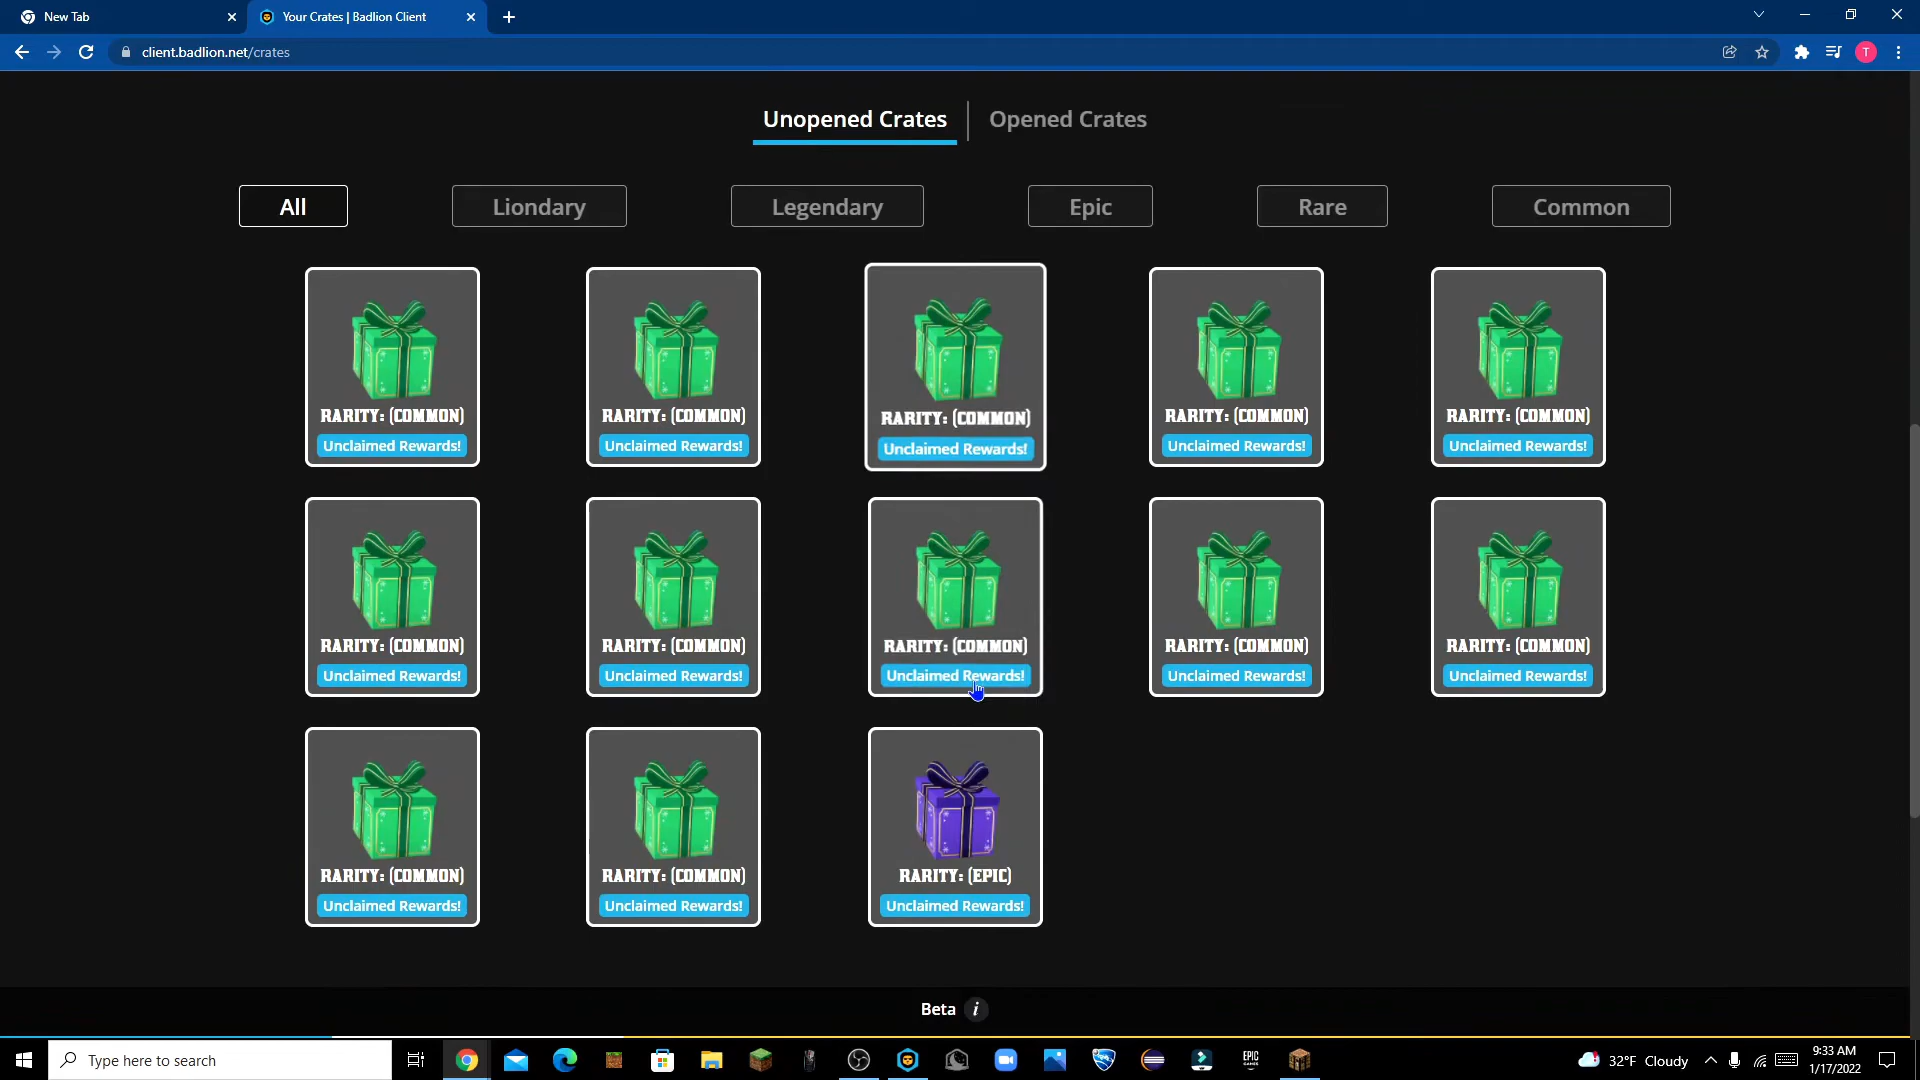 New Tab
Your Crates | Badlion Client
client.badlion.net/crates
T
Unopened Crates
Opened Crates
All
Liondary
Legendary
Epic
Rare
Common
RARITY: (COMMON)
Unclaimed Rewards!
RARITY: (COMMON)
Unclaimed Rewards!
RARITY: (COMMON)
Unclaimed Rewards!
RARITY: (COMMON)
Unclaimed Rewards!
RARITY: (COMMON)
Unclaimed Rewards!
RARITY: (COMMON)
Unclaimed Rewards!
RARITY: (COMMON)
Unclaimed Rewards!
RARITY: (COMMON)
Unclaimed Rewards!
RARITY: (COMMON)
Unclaimed Rewards!
RARITY: (COMMON)
Unclaimed Rewards!
RARITY: (COMMON)
Unclaimed Rewards!
RARITY: (COMMON)
Unclaimed Rewards!
RARITY: (EPIC)
Unclaimed Rewards!
Beta i
Type here to search
EPIC
GAMES
32°F Cloudy
9:33 AM
1/17/2022